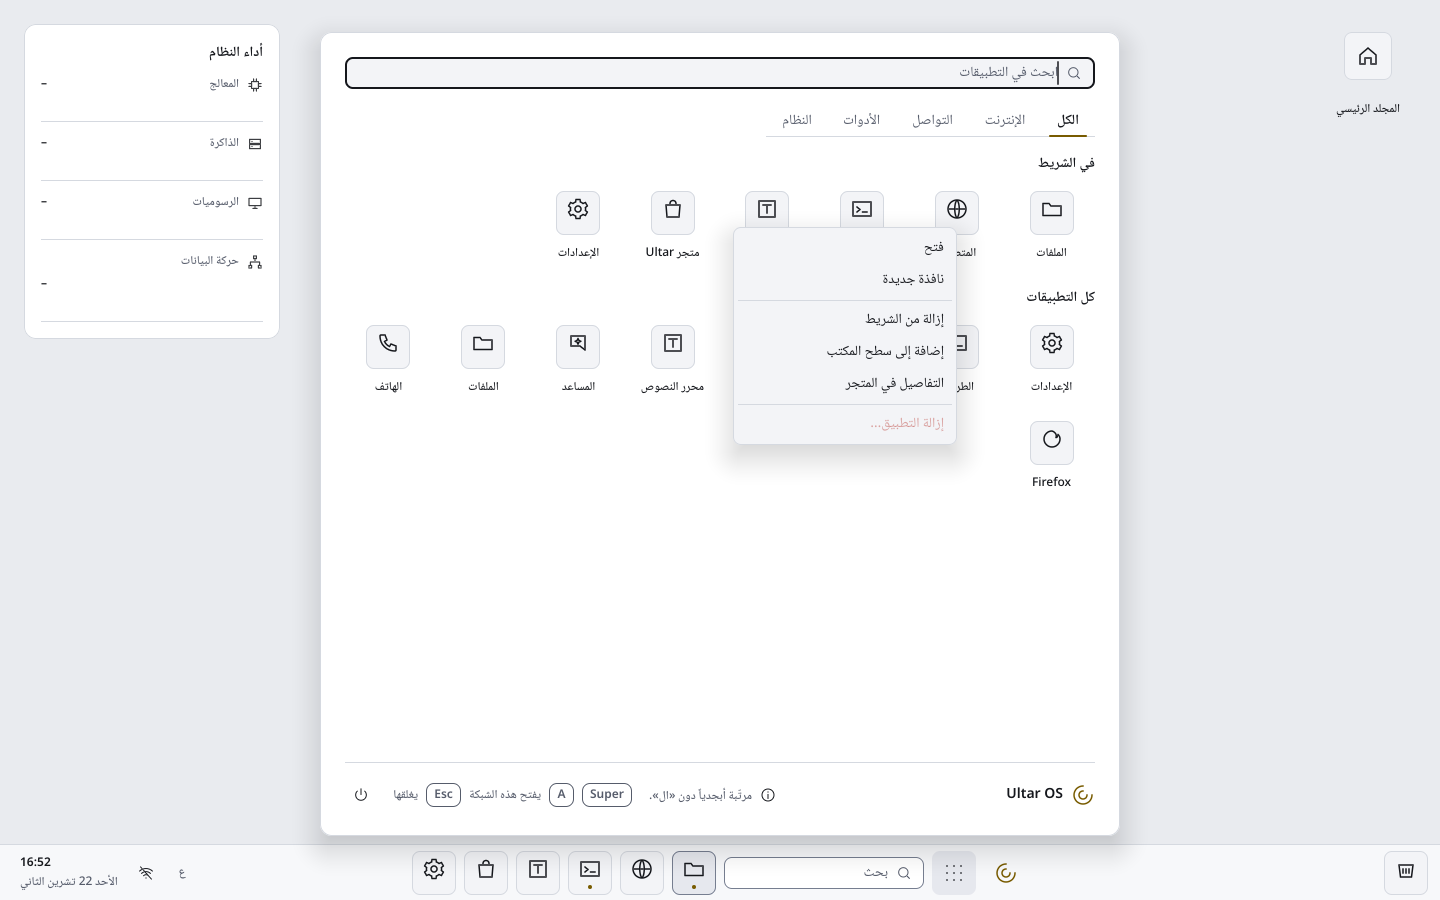 المجلد الرئيسي
أداء النظام
المعالج –
الذاكرة –
الرسوميات –
حركة البيانات
–
ابحث في التطبيقات
الكل الإنترنت التواصل الأدوات النظام
في الشريط
الملفات متجر Ultar الإعدادات
كل التطبيقات
الإعدادات محرر النصوص المساعد الملفات الهاتف
Firefox
فتح
نافذة جديدة
إزالة من الشريط
إضافة إلى سطح المكتب
التفاصيل في المتجر
إزالة التطبيق...
Ultar OS
مرتّبة أبجدياً دون «ال». Super A يفتح هذه الشبكة Esc يغلقها
بحث
ع
16:52
الأحد 22 تشرين الثاني